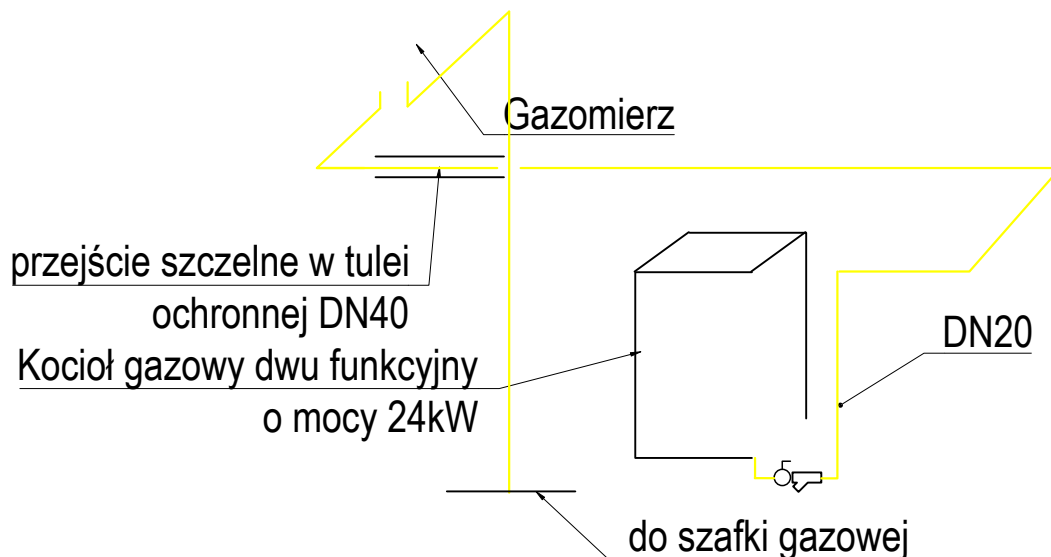 Gazomierz
przejście szczelne w tulei
ochronnej DN40
Kocioł gazowy dwu funkcyjny
o mocy 24kW
DN20
do szafki gazowej